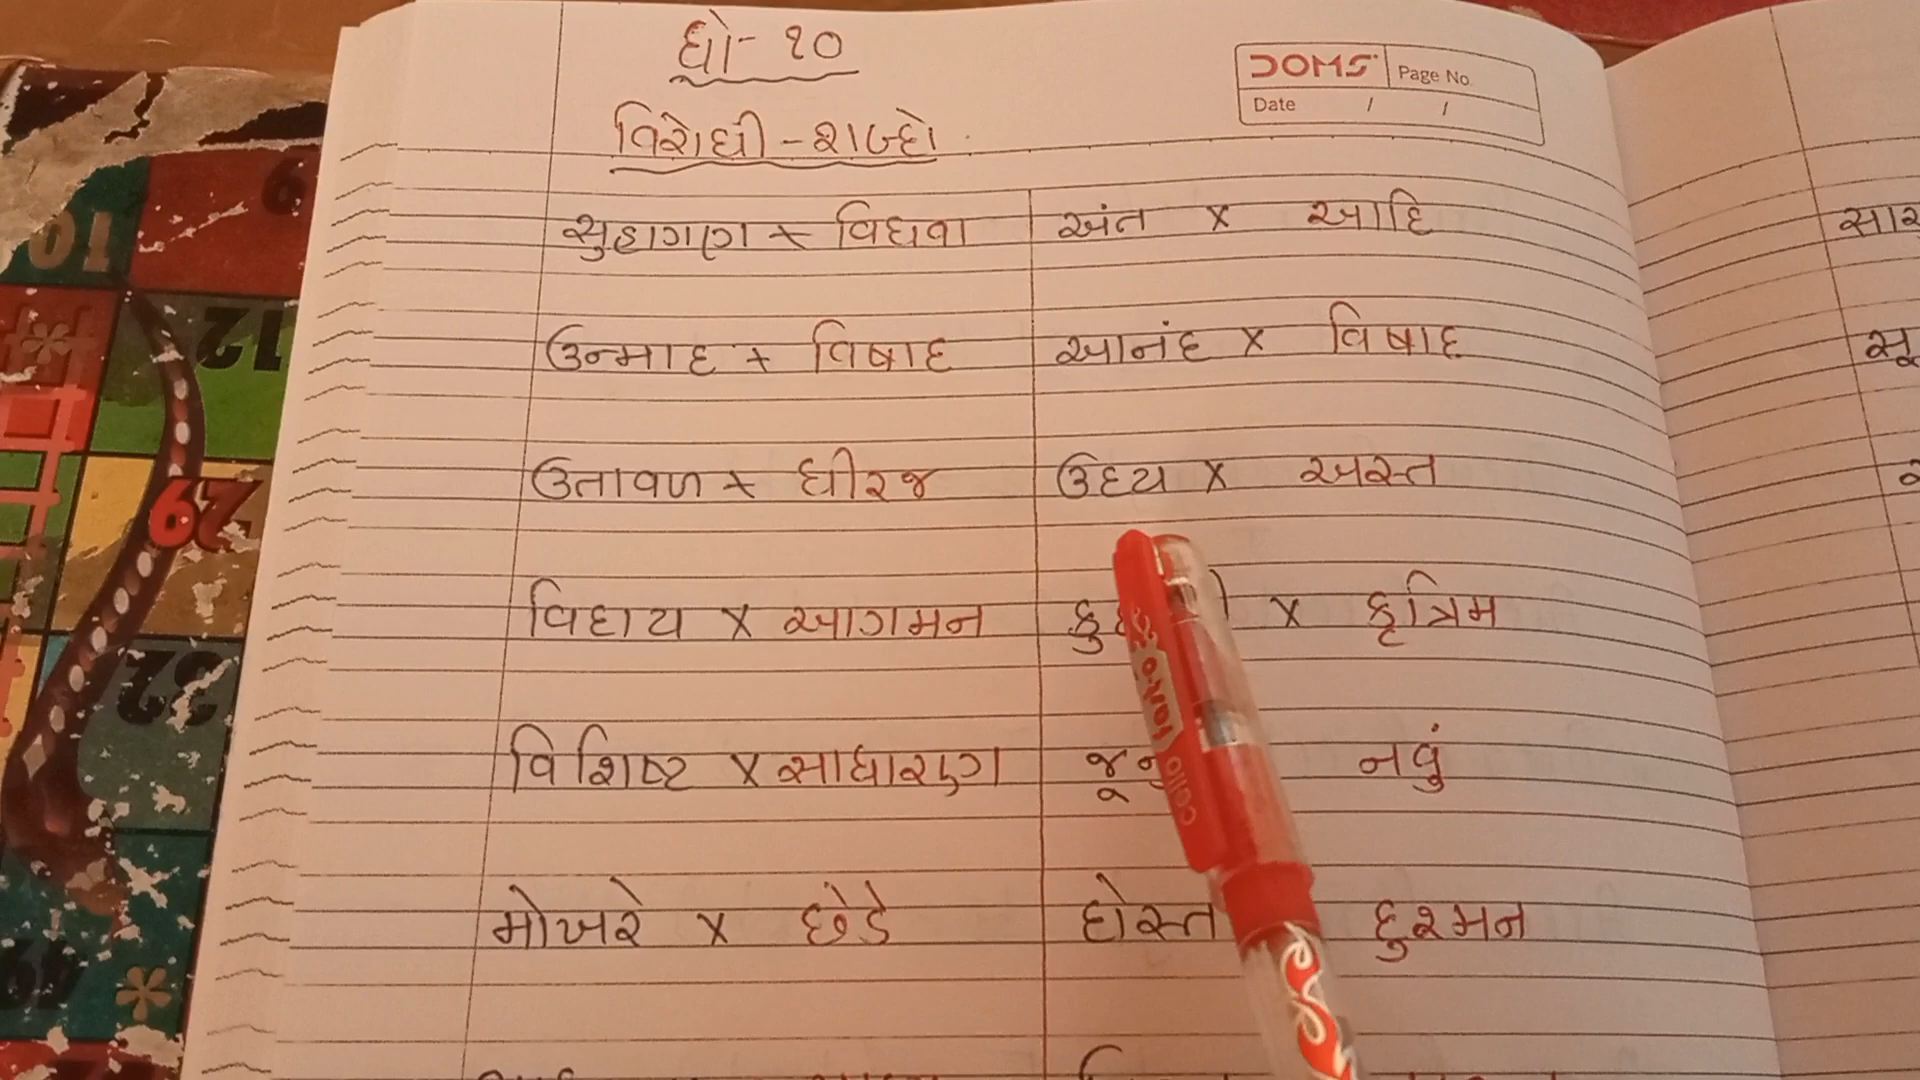 ધો- ૧૦
DOMS Page No.
Date / /
વિરોધી - શબ્દો
સુહાગણ × વિધવા અંત × આદિ
ઉન્માદ × વિષાદ આનંદ × વિષાદ
ઉતાવળ × ધીરજ ઉદય × અસ્ત
વિદાય × આગમન × કૃત્રિમ
વિશિષ્ટ × સાધારણ નવું
મોખરે × છેડે દોસ્ત દુશ્મન